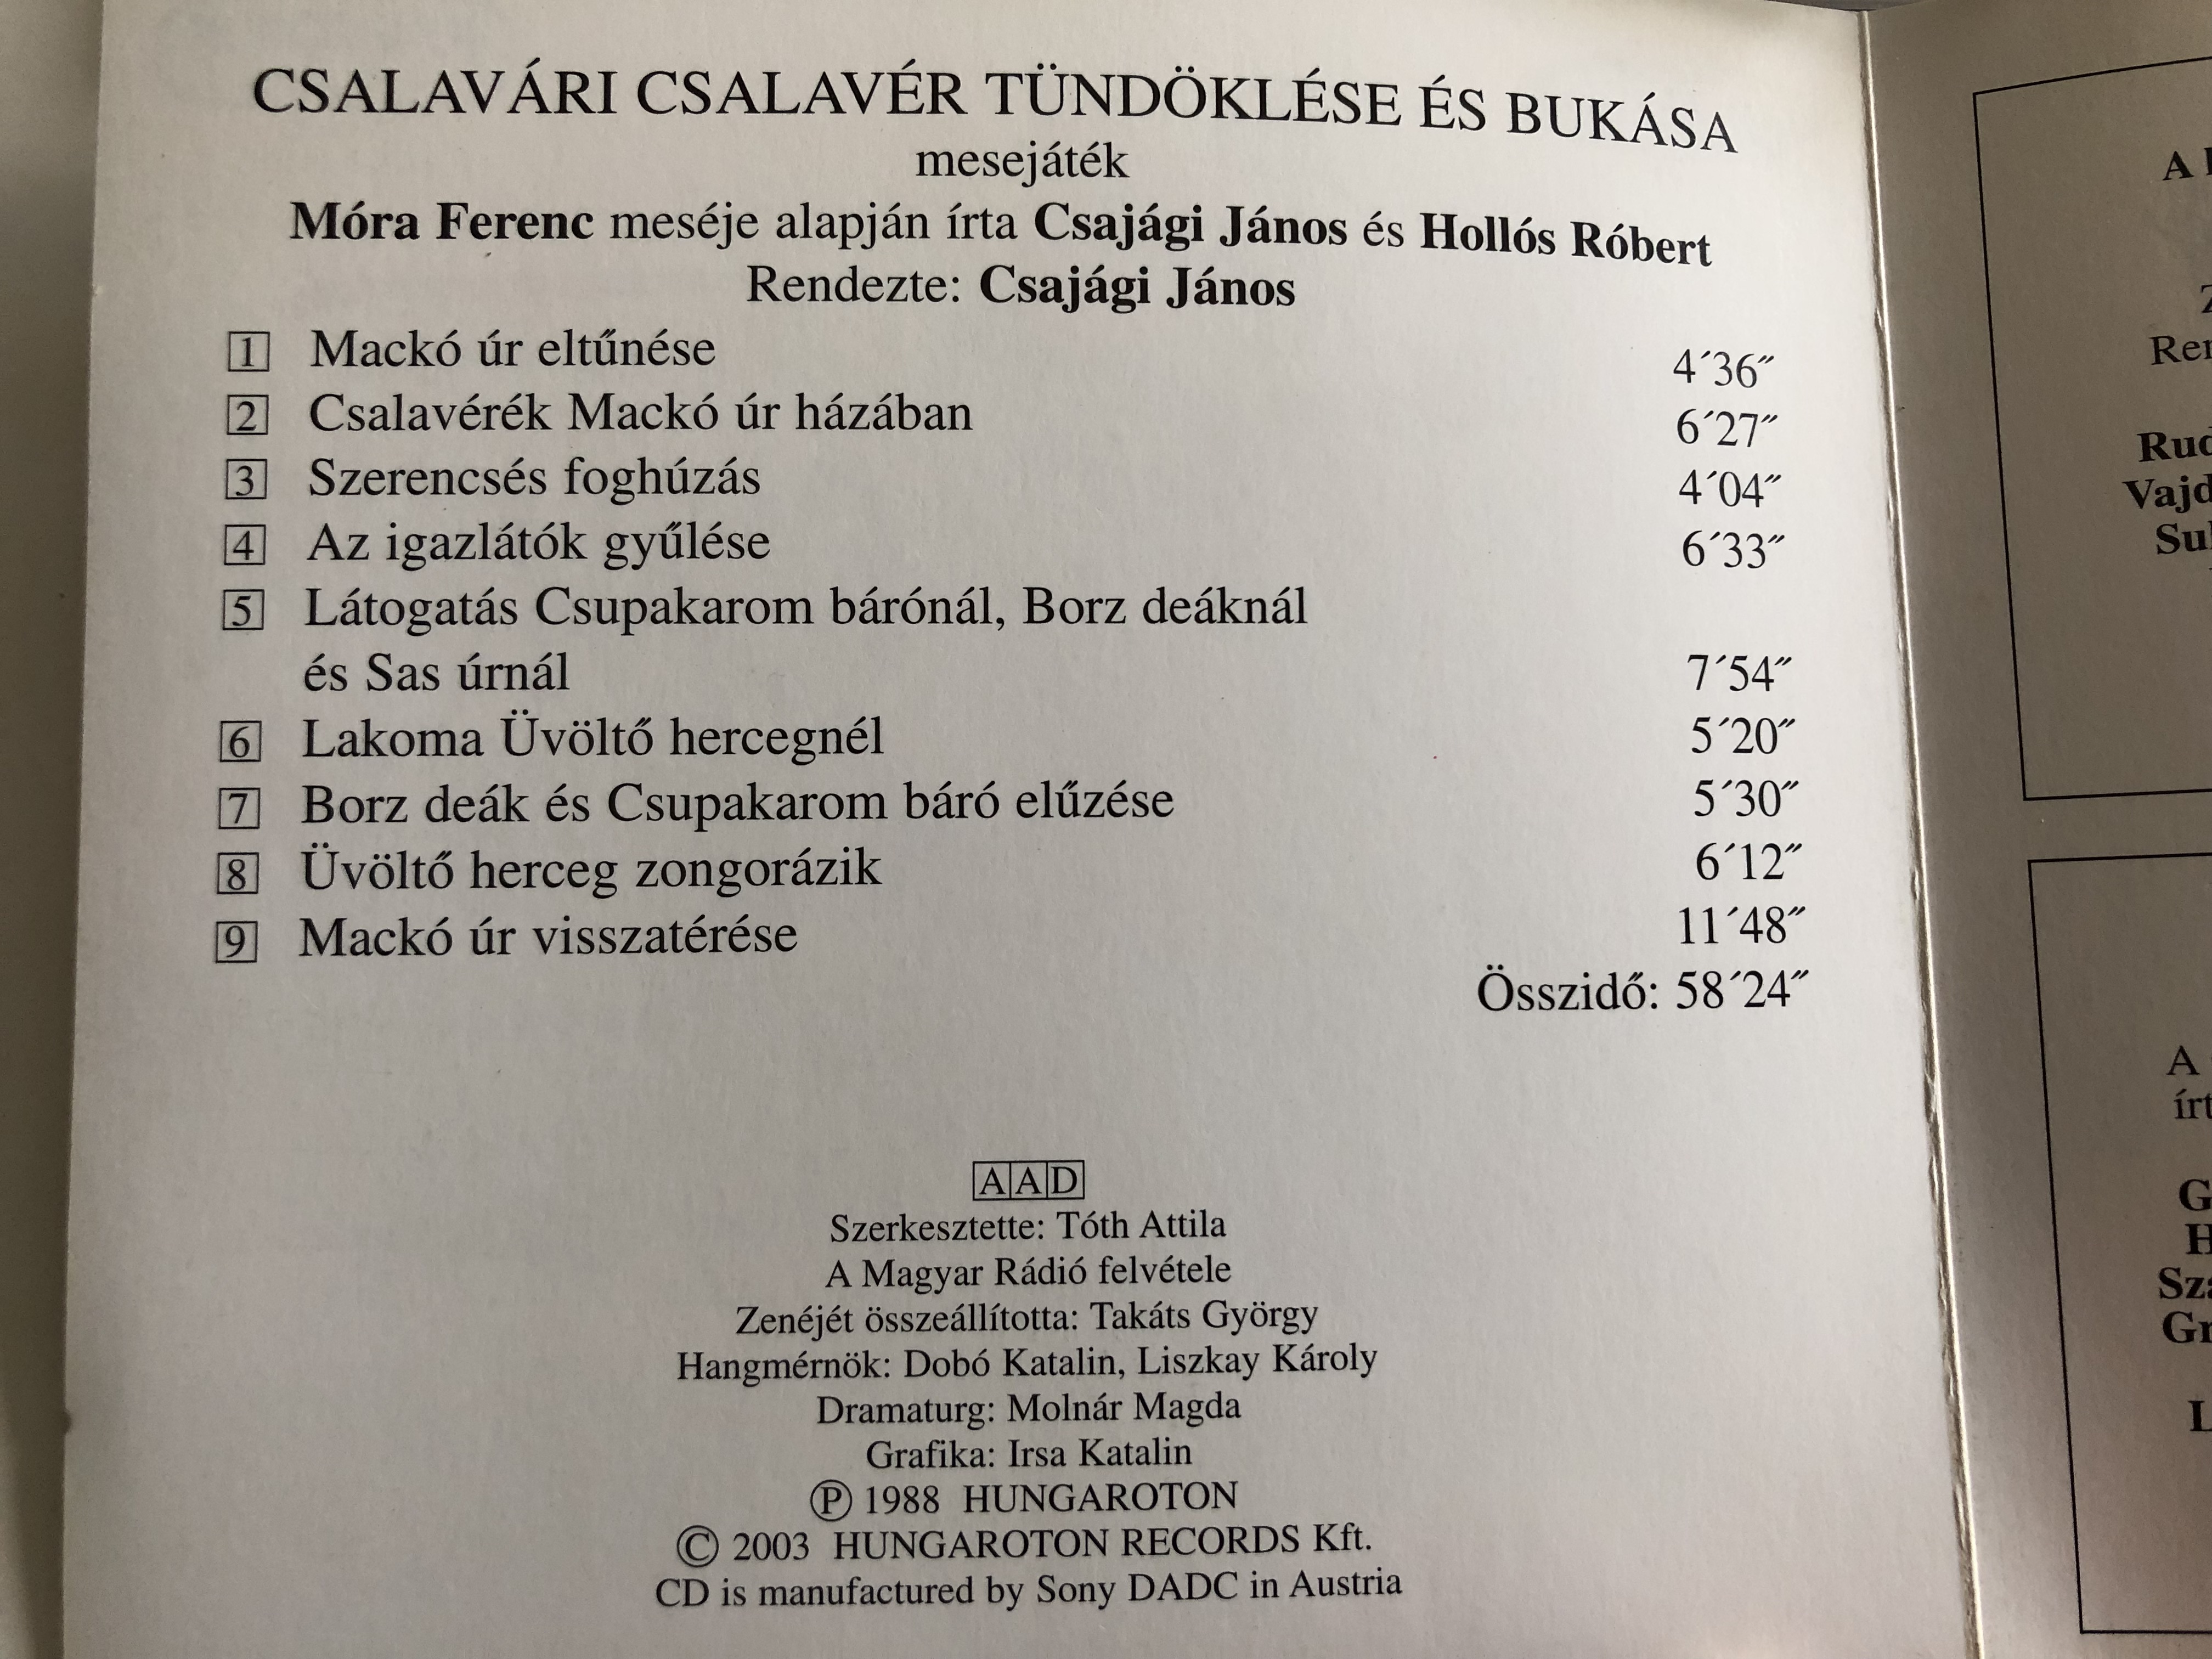 CSALAVÁRI CSALAVÉR TÜNDÖKLÉSE ÉS BUKÁSA
mesejáték
Móra Ferenc meséje alapján írta Csajági János és Hollós Róbert
Rendezte: Csajági János
1 Mackó úr eltűnése 4´36˝
2 Csalavérék Mackó úr házában 6´27˝
3 Szerencsés foghúzás 4´04˝
4 Az igazlátók gyűlése 6´33˝
5 Látogatás Csupakarom bárónál, Borz deáknál
és Sas úrnál 7´54˝
6 Lakoma Üvöltő hercegnél 5´20˝
7 Borz deák és Csupakarom báró elűzése 5´30˝
8 Üvöltő herceg zongorázik 6´12˝
9 Mackó úr visszatérése 11´48˝
Összidő: 58´24˝
AAD
Szerkesztette: Tóth Attila
A Magyar Rádió felvétele
Zenéjét összeállította: Takáts György
Hangmérnök: Dobó Katalin, Liszkay Károly
Dramaturg: Molnár Magda
Grafika: Irsa Katalin
℗ 1988 HUNGAROTON
© 2003 HUNGAROTON RECORDS Kft.
CD is manufactured by Sony DADC in Austria
A
A